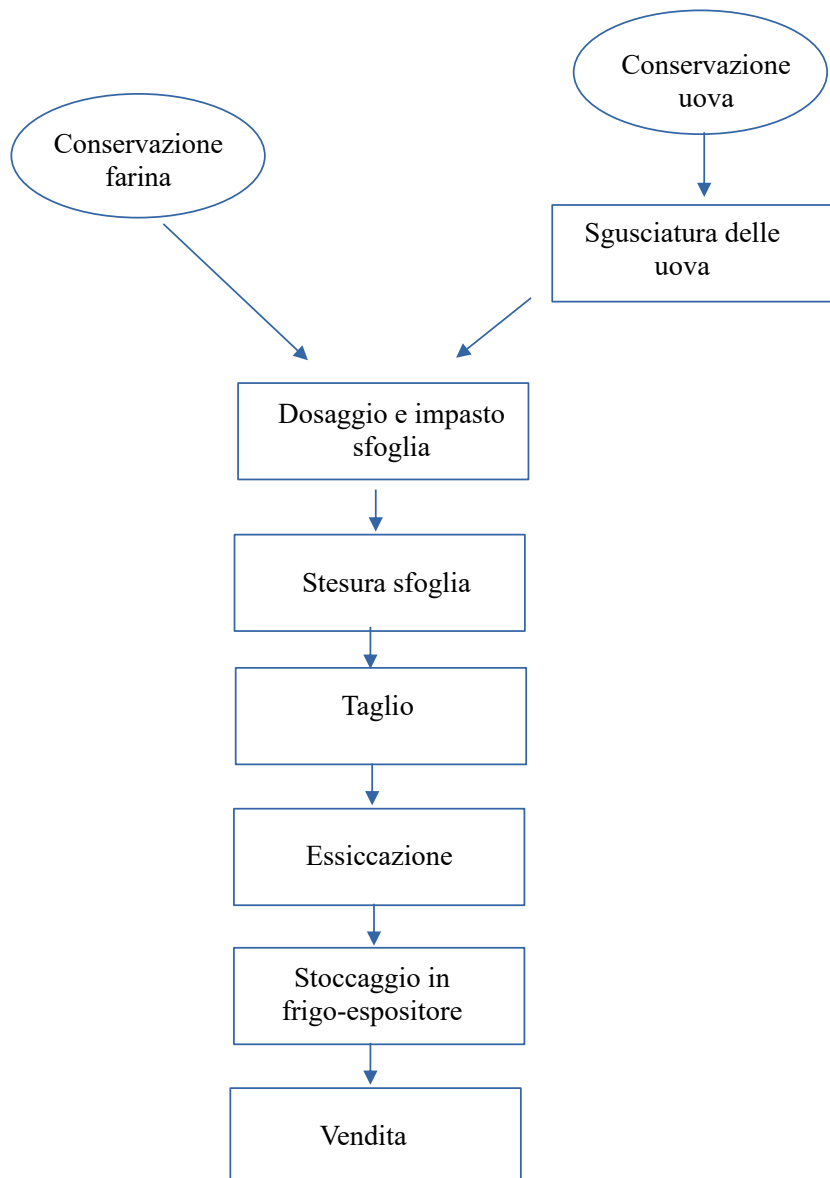 Conservazione
uova
Conservazione
farina
Sgusciatura delle
uova
Dosaggio e impasto
sfoglia
Stesura sfoglia
Taglio
Essiccazione
Stoccaggio in
frigo-espositore
Vendita